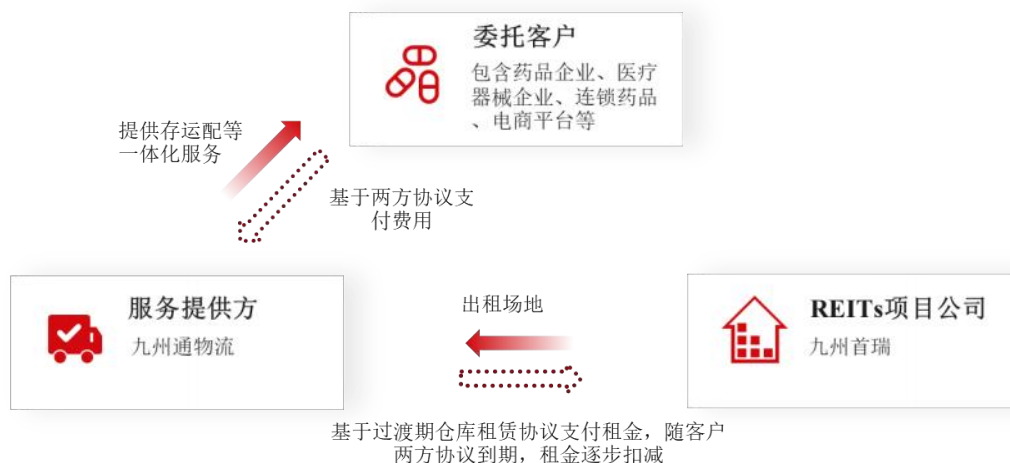 委托客户
包含药品企业、医疗
器械企业、连锁药品
、电商平台等
提供存运配等
一体化服务
基于两方协议支
付费用
服务提供方
九州通物流
出租场地
REITs项目公司
九州首瑞
基于过渡期仓库租赁协议支付租金，随客户
两方协议到期，租金逐步扣减